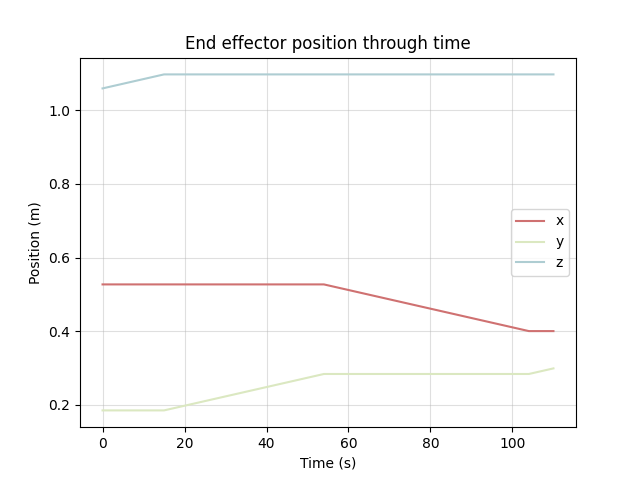 End effector position through time
Position (m)
1.0
0.8
0.6
0.4
0.2
x
y
z
0 20 40 60 80 100
Time (s)